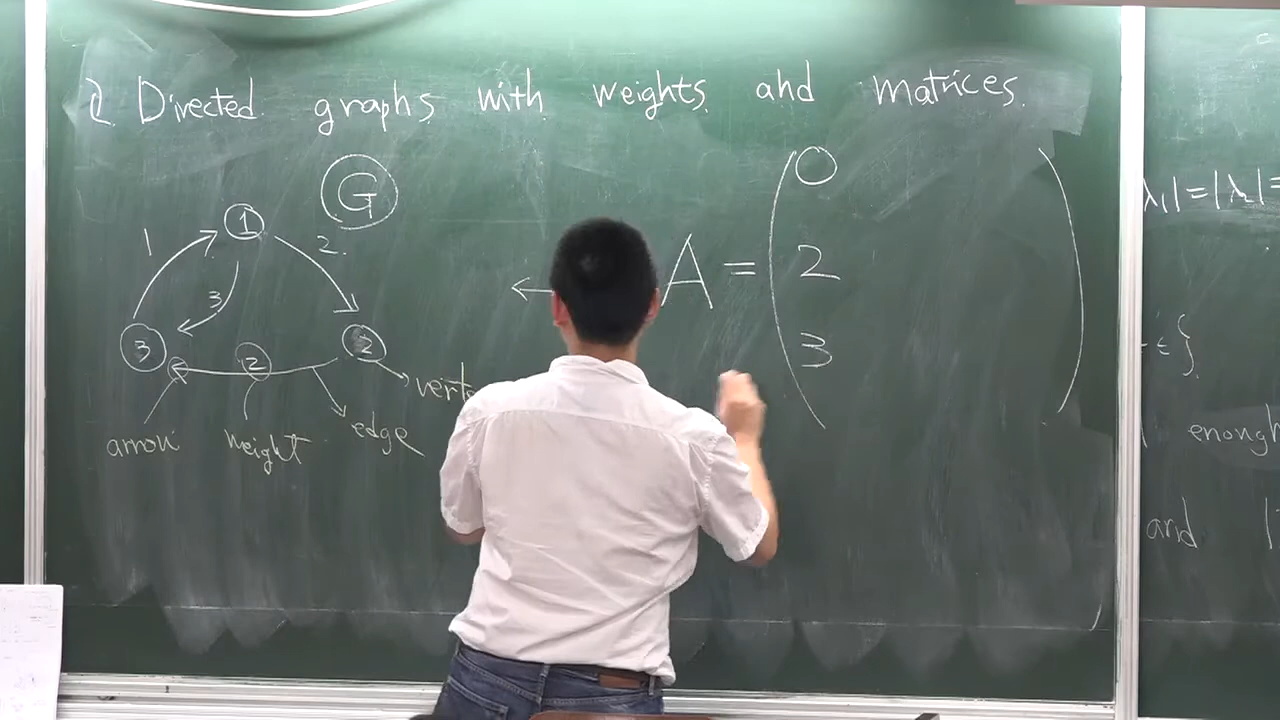 2. Directed graphs with weights and matrices.
G
1 1 2
3
3 2 2
arrow weight edge
A = ( 0
2
3 )
|λ1|=|λ2|=
enough
and